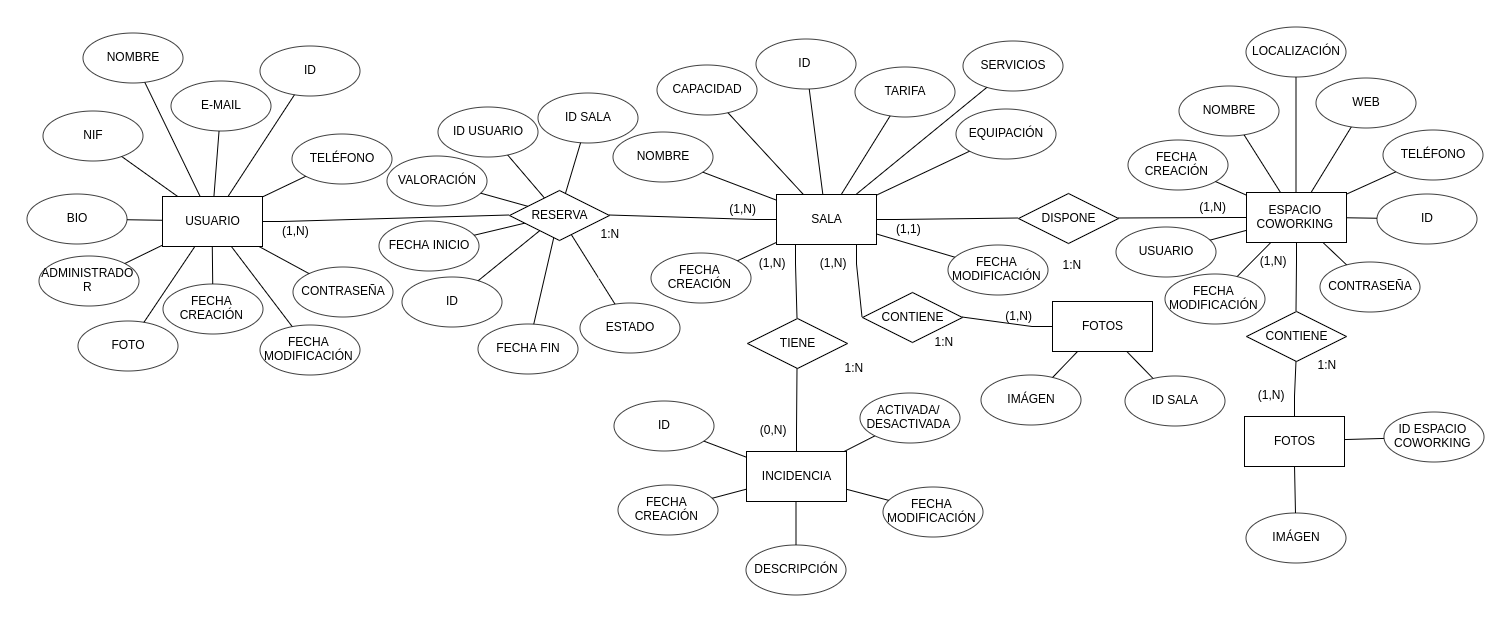 NOMBRE
E-MAIL
ID
NIF
TELÉFONO
BIO
USUARIO
(1,N)
ADMINISTRADO
R
FECHA
CREACIÓN
CONTRASEÑA
FOTO
FECHA
MODIFICACIÓN
ID USUARIO
ID SALA
VALORACIÓN
RESERVA
1:N
FECHA INICIO
ID
FECHA FIN
ESTADO
CAPACIDAD
ID
TARIFA
SERVICIOS
NOMBRE
EQUIPACIÓN
(1,N)
SALA
(1,1)
FECHA
CREACIÓN
(1,N)
(1,N)
FECHA
MODIFICACIÓN
DISPONE
1:N
(1,N)
LOCALIZACIÓN
NOMBRE
WEB
FECHA
CREACIÓN
TELÉFONO
ESPACIO
COWORKING
ID
USUARIO
(1,N)
FECHA
MODIFICACIÓN
CONTRASEÑA
TIENE
1:N
CONTIENE
1:N
(1,N)
FOTOS
IMÁGEN
ID SALA
CONTIENE
1:N
(1,N)
FOTOS
ID ESPACIO
COWORKING
IMÁGEN
(0,N)
ID
ACTIVADA/
DESACTIVADA
INCIDENCIA
FECHA
CREACIÓN
FECHA
MODIFICACIÓN
DESCRIPCIÓN